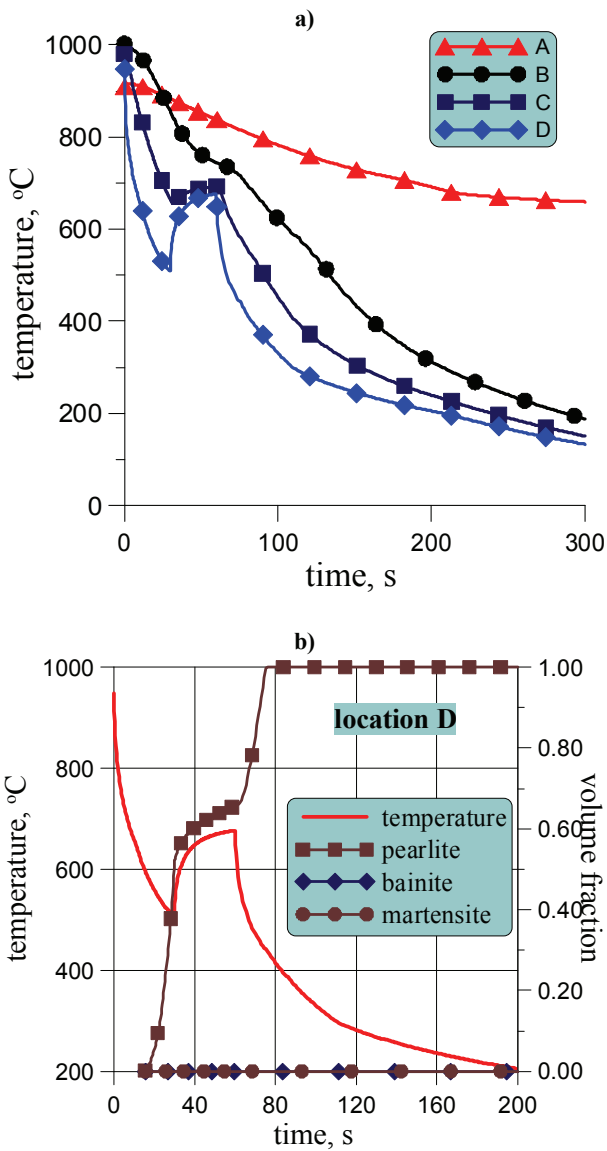 a)
1000
800
600
400
200
0
temperature, °C
A
B
C
D
0
100
200
300
time, s
b)
1000
800
600
400
200
temperature, °C
location D
temperature
pearlite
bainite
martensite
1.00
0.80
0.60
0.40
0.20
0.00
volume fraction
0
40
80
120
160
200
time, s